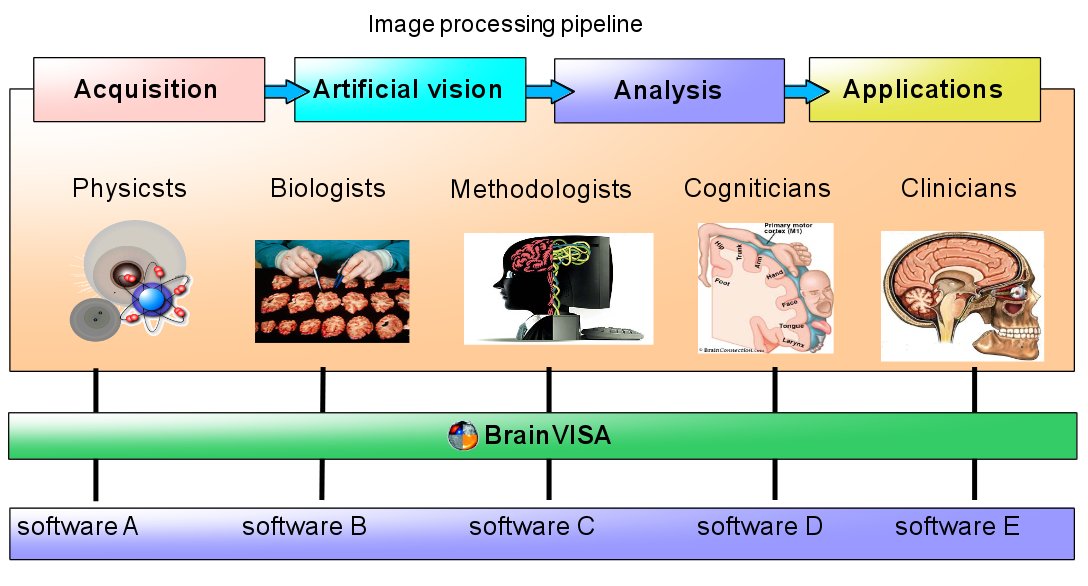 Image processing pipeline
Acquisition
Artificial vision
Analysis
Applications
Physicsts
Biologists
Methodologists
Cogniticians
Clinicians
Primary motor
cortex (M1)
Hip
Trunk
Arm
Hand
Foot
Face
Tongue
Larynx
© BrainConnection.com
BrainVISA
software A
software B
software C
software D
software E